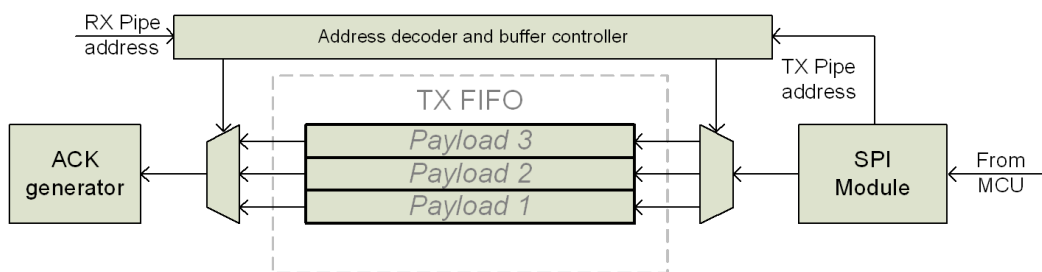 RX Pipe
address
Address decoder and buffer controller
TX Pipe
address
TX FIFO
ACK
generator
Payload 3
Payload 2
Payload 1
SPI
Module
From
MCU